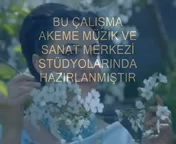 BU ÇALIŞMA
AKEME MÜZİK VE
SANAT MERKEZİ
STÜDYOLARINDA
HAZIRLANMIŞTIR